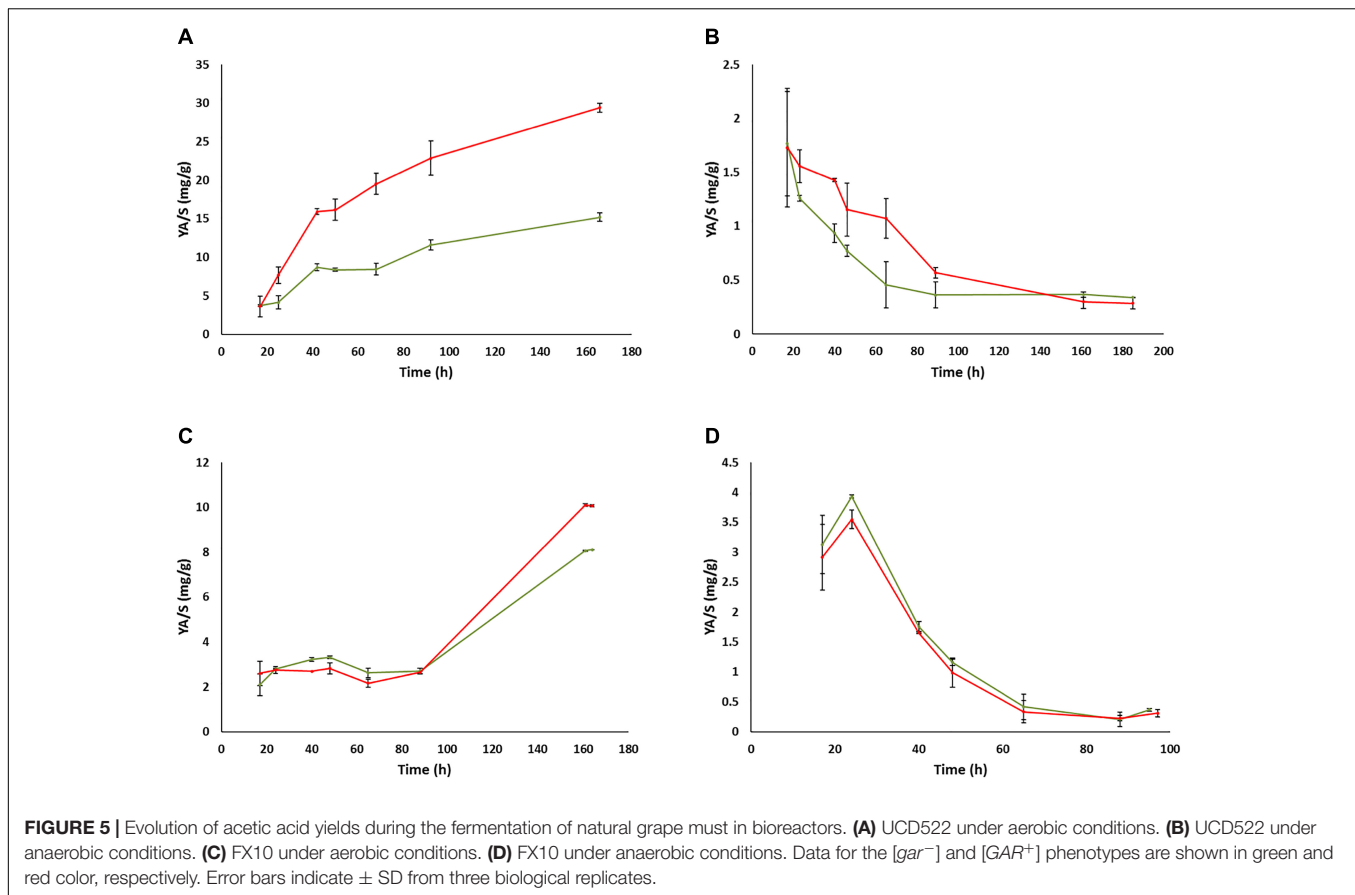 A
YA/S (mg/g)
35
30
25
20
15
10
5
0
0 20 40 60 80 100 120 140 160 180
Time (h)
B
YA/S (mg/g)
2.5
2
1.5
1
0.5
0
0 20 40 60 80 100 120 140 160 180 200
Time (h)
C
YA/S (mg/g)
12
10
8
6
4
2
0
0 20 40 60 80 100 120 140 160 180
Time (h)
D
YA/S (mg/g)
4.5
4
3.5
3
2.5
2
1.5
1
0.5
0
0 20 40 60 80 100
Time (h)
FIGURE 5 | Evolution of acetic acid yields during the fermentation of natural grape must in bioreactors. (A) UCD522 under aerobic conditions. (B) UCD522 under
anaerobic conditions. (C) FX10 under aerobic conditions. (D) FX10 under anaerobic conditions. Data for the [gar⁻] and [GAR⁺] phenotypes are shown in green and
red color, respectively. Error bars indicate ± SD from three biological replicates.